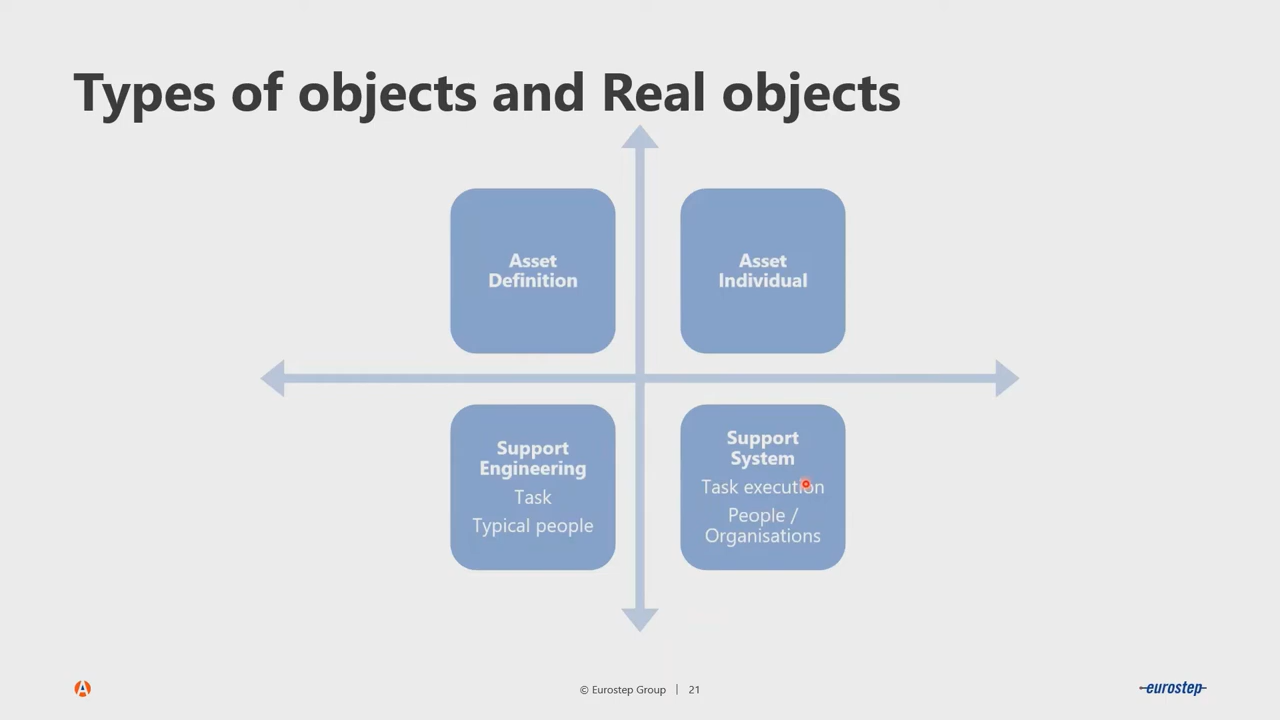 Types of objects and Real objects
Asset
Definition
Asset
Individual
Support
Engineering
Task
Typical people
Support
System
Task execution
People /
Organisations
© Eurostep Group | 21
eurostep